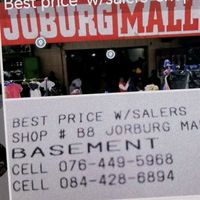 Best price w/salers shop
JOBURG MALL
BEST PRICE W/SALERS
SHOP # B8 JORBURG MA
BASEMENT
CELL 076-449-5968
CELL 084-428-6894